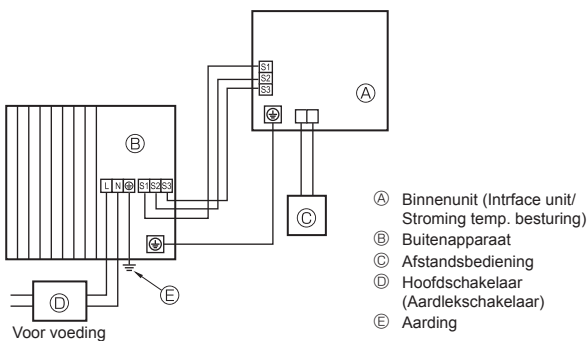 S1
S2
S3
Ⓐ
Ⓑ
L N S1 S2 S3
Ⓒ
Ⓓ
Ⓔ
Voor voeding
Ⓐ Binnenunit (Intrface unit/
Stroming temp. besturing)
Ⓑ Buitenapparaat
Ⓒ Afstandsbediening
Ⓓ Hoofdschakelaar
(Aardlekschakelaar)
Ⓔ Aarding